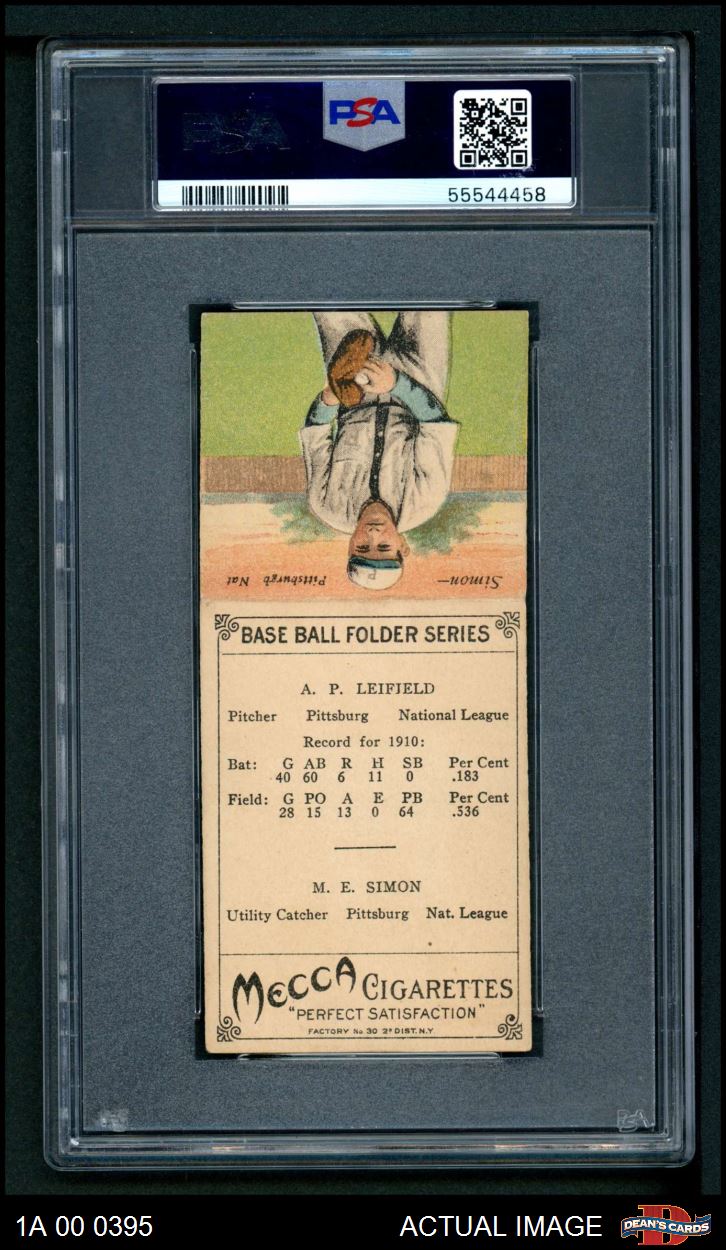 PSA
PSA
55544458
Simon— Pittsburgh Nat
BASE BALL FOLDER SERIES
A. P. LEIFIELD
Pitcher Pittsburg National League
Record for 1910:
Bat: G AB R H SB Per Cent
40 60 6 11 0 .183
Field: G PO A E PB Per Cent
28 15 13 0 64 .536
M. E. SIMON
Utility Catcher Pittsburg Nat. League
MECCA CIGARETTES
"PERFECT SATISFACTION"
FACTORY No 30 2ᴰ DIST. N.Y
PSA
1A 00 0395 ACTUAL IMAGE DEAN'S CARDS